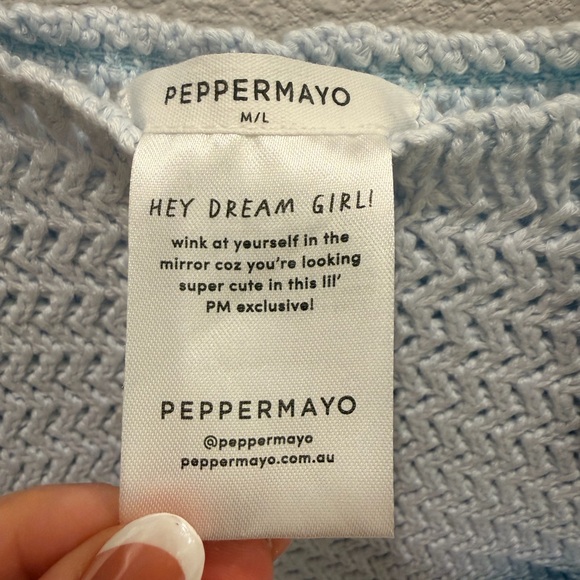 PEPPERMAYO
M/L
HEY DREAM GIRL!
wink at yourself in the
mirror coz you're looking
super cute in this lil'
PM exclusive!
PEPPERMAYO
@peppermayo
peppermayo.com.au